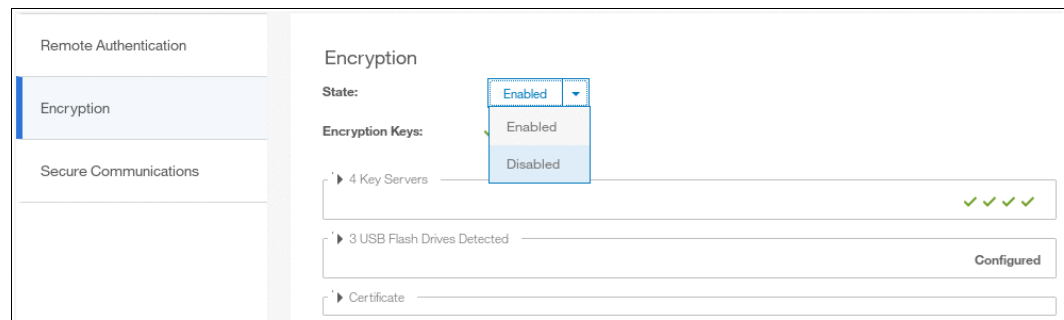 Remote Authentication
Encryption
Secure Communications
Encryption
State:
Enabled
Enabled
Disabled
Encryption Keys:
4 Key Servers
3 USB Flash Drives Detected
Configured
Certificate